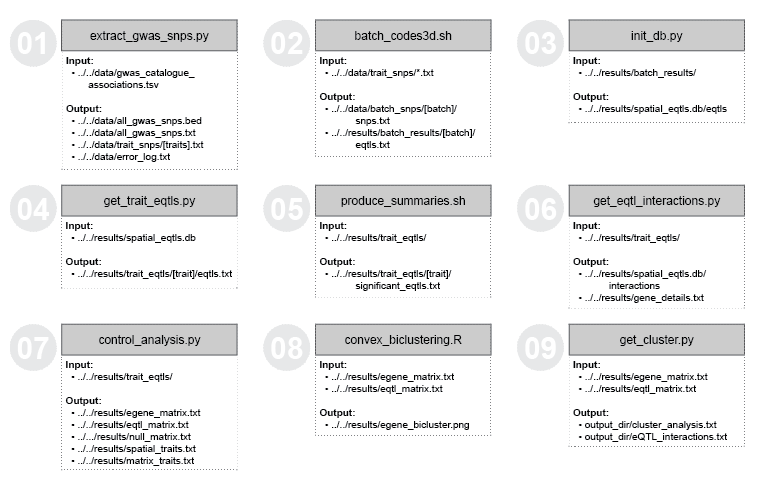 01
extract_gwas_snps.py
Input:
• ../../data/gwas_catalogue_
associations.tsv
Output:
• ../../data/all_gwas_snps.bed
• ../../data/all_gwas_snps.txt
• ../../data/trait_snps/[traits].txt
• ../../data/error_log.txt
02
batch_codes3d.sh
Input:
• ../../data/trait_snps/*.txt
Output:
• ../../data/batch_snps/[batch]/
snps.txt
• ../../results/batch_results/[batch]/
eqtls.txt
03
init_db.py
Input:
• ../../results/batch_results/
Output:
• ../../results/spatial_eqtls.db/eqtls
04
get_trait_eqtls.py
Input:
• ../../results/spatial_eqtls.db
Output:
• ../../results/trait_eqtls/[trait]/eqtls.txt
05
produce_summaries.sh
Input:
• ../../results/trait_eqtls/
Output:
• ../../results/trait_eqtls/[trait]/
significant_eqtls.txt
06
get_eqtl_interactions.py
Input:
• ../../results/trait_eqtls/
Output:
• ../../results/spatial_eqtls.db/
interactions
• ../../results/gene_details.txt
07
control_analysis.py
Input:
• ../../results/trait_eqtls/
Output:
• ../../results/egene_matrix.txt
• ../../results/eqtl_matrix.txt
• ../.../results/null_matrix.txt
• ../../results/spatial_traits.txt
• ../../results/matrix_traits.txt
08
convex_biclustering.R
Input:
• ../../results/egene_matrix.txt
• ../../results/eqtl_matrix.txt
Output:
• ../../results/egene_bicluster.png
09
get_cluster.py
Input:
• ../../results/egene_matrix.txt
• ../../results/eqtl_matrix.txt
Output:
• output_dir/cluster_analysis.txt
• output_dir/eQTL_interactions.txt